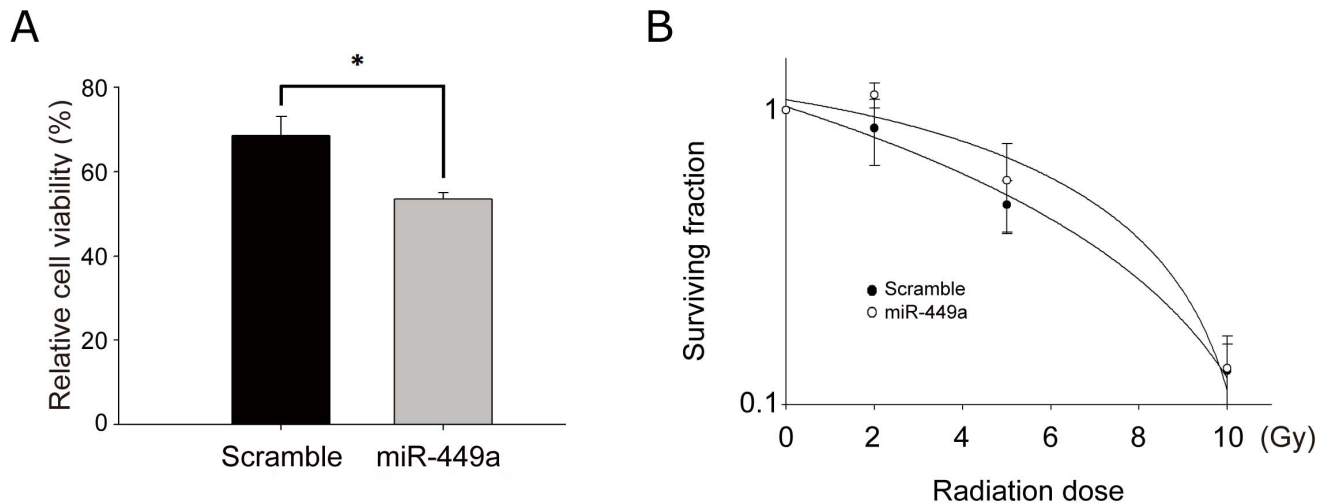 A
*
Relative cell viability (%)
80
60
40
20
0
Scramble
miR-449a
B
Surviving fraction
1
0.1
Scramble
miR-449a
0 2 4 6 8 10 (Gy)
Radiation dose